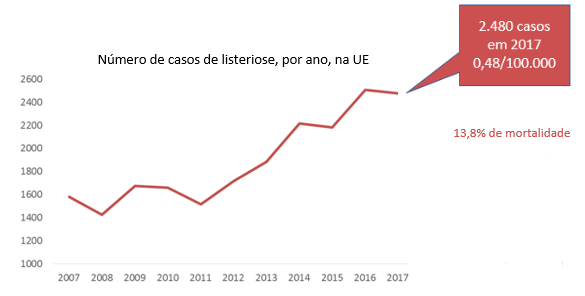 2.480 casos
em 2017
0,48/100.000
Número de casos de listeriose, por ano, na UE
13,8% de mortalidade
2600
2400
2200
2000
1800
1600
1400
1200
1000
2007 2008 2009 2010 2011 2012 2013 2014 2015 2016 2017